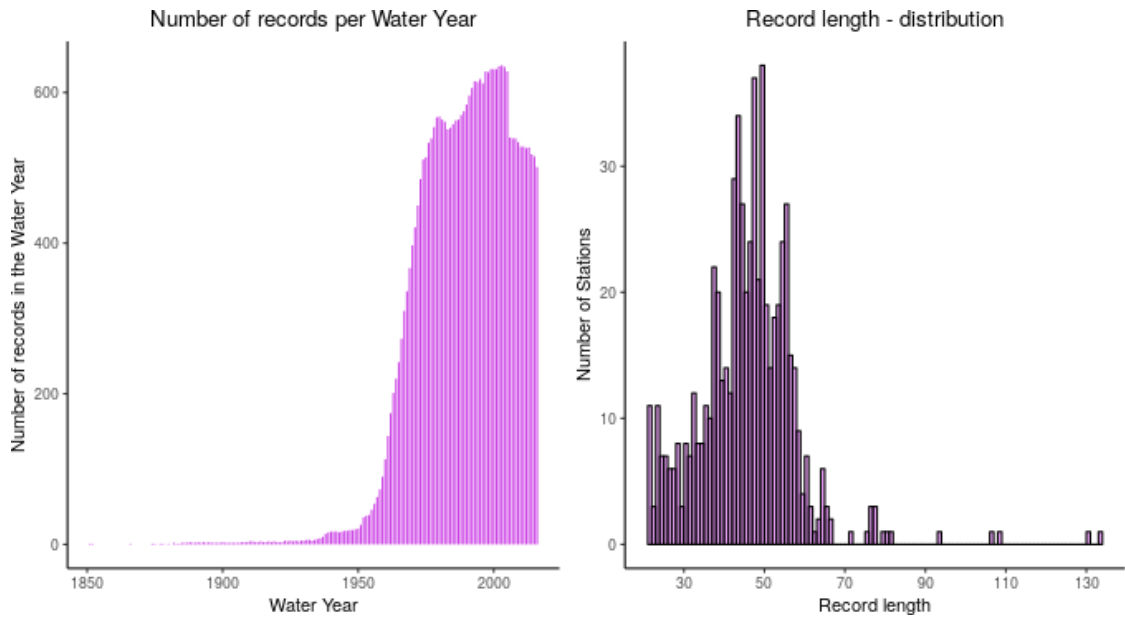 Number of records per Water Year
Number of records in the Water Year
600
400
200
0
1850 1900 1950 2000
Water Year
Record length - distribution
Number of Stations
30
20
10
0
30 50 70 90 110 130
Record length